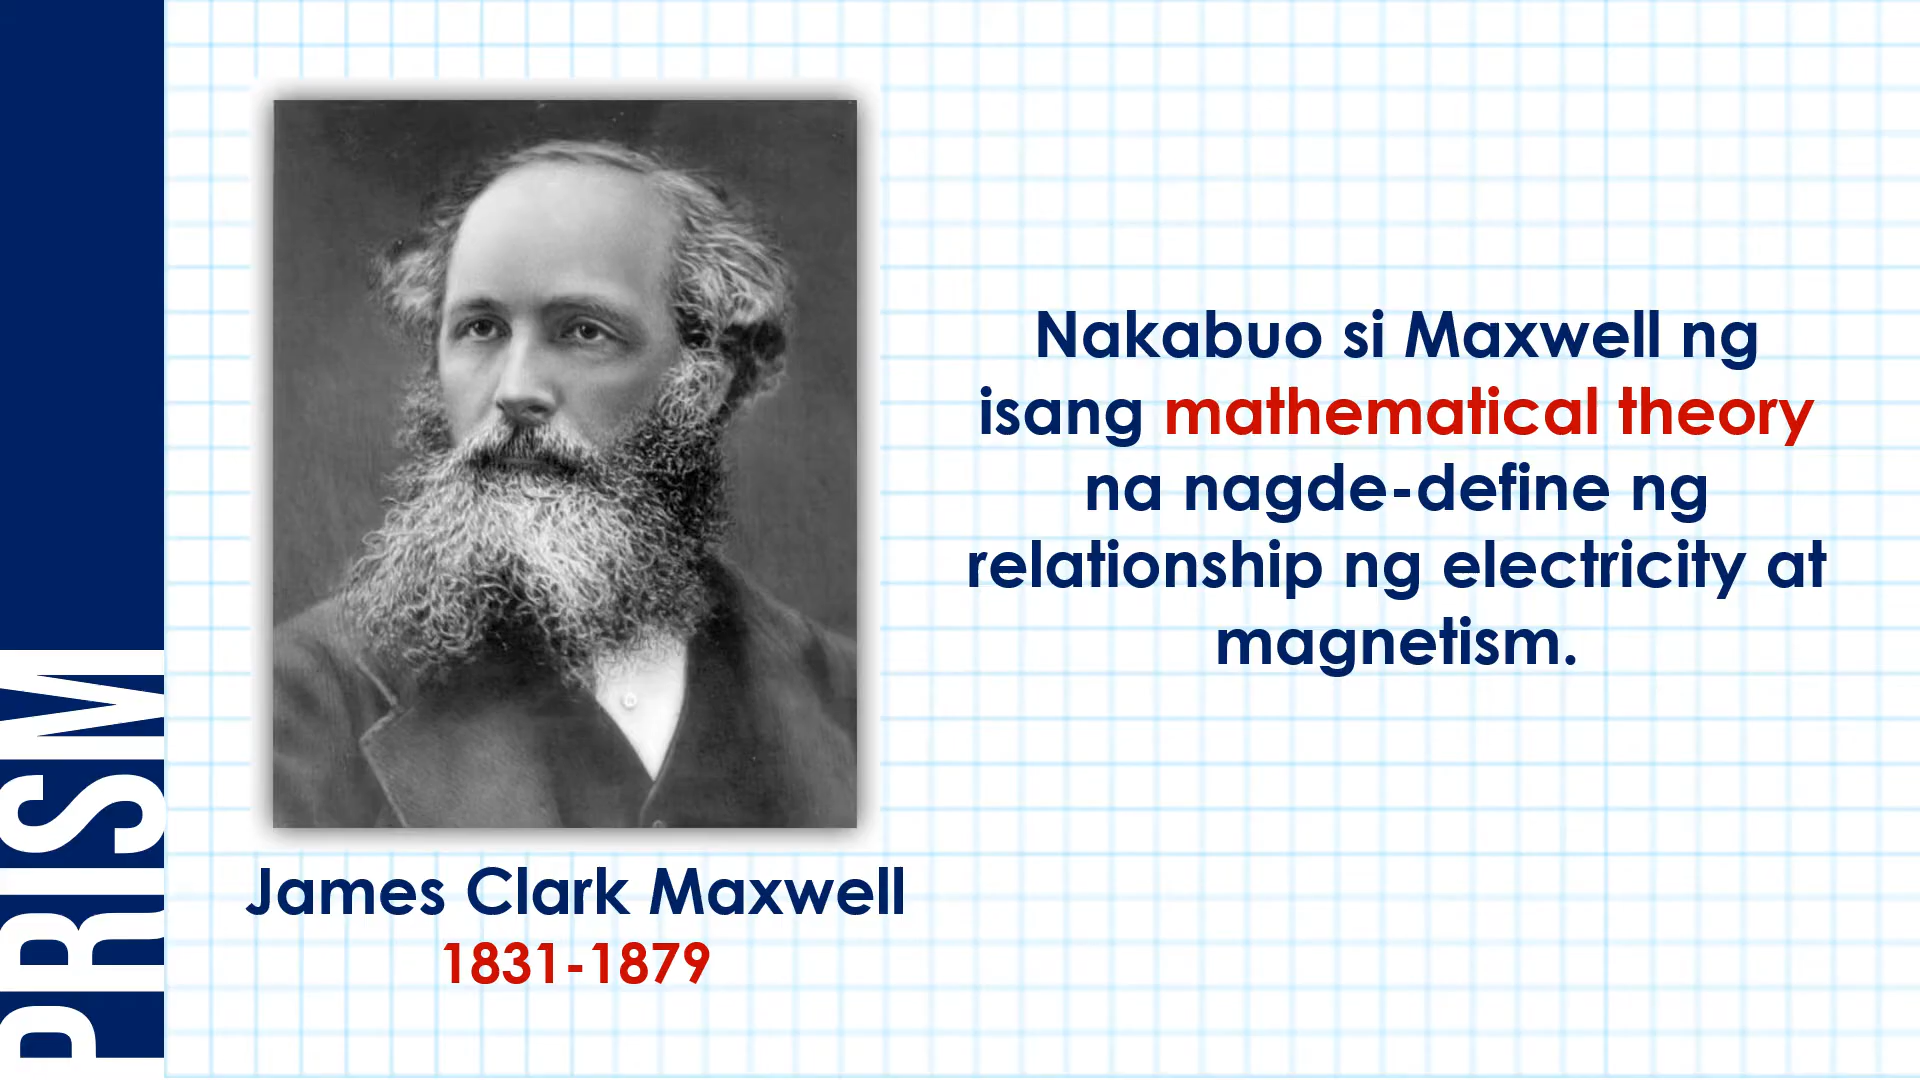 PRISM
Nakabuo si Maxwell ng
isang mathematical theory
na nagde-define ng
relationship ng electricity at
magnetism.
James Clark Maxwell
1831-1879